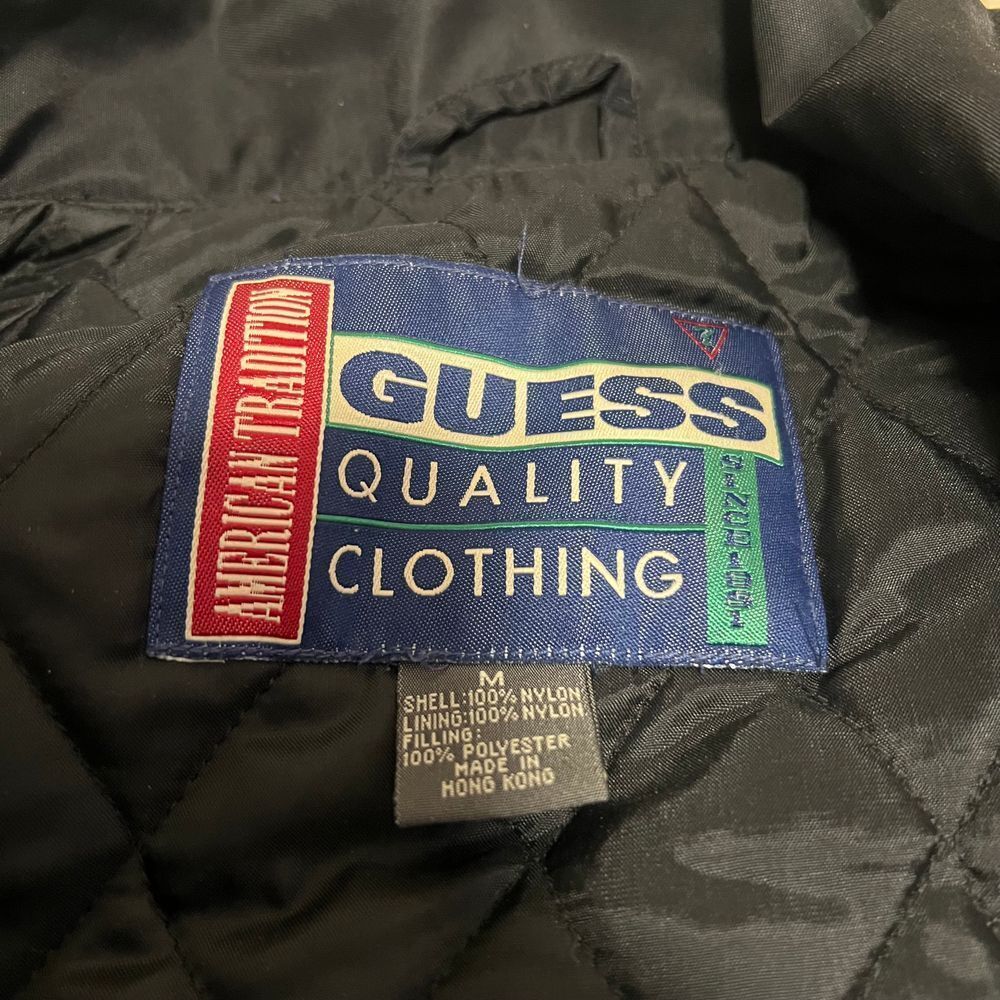 AMERICAN TRADITION
GUESS
QUALITY
CLOTHING
SINCE 1981
M
SHELL:100% NYLON
LINING:100% NYLON
FILLING:
100% POLYESTER
MADE IN
HONG KONG